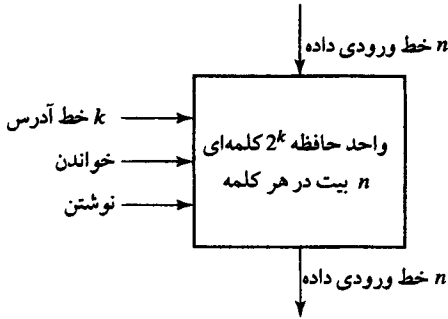 n خط ورودی داده
k خط آدرس
خواندن
نوشتن
واحد حافظه 2^k کلمه‌ای
n بیت در هر کلمه
n خط ورودی داده